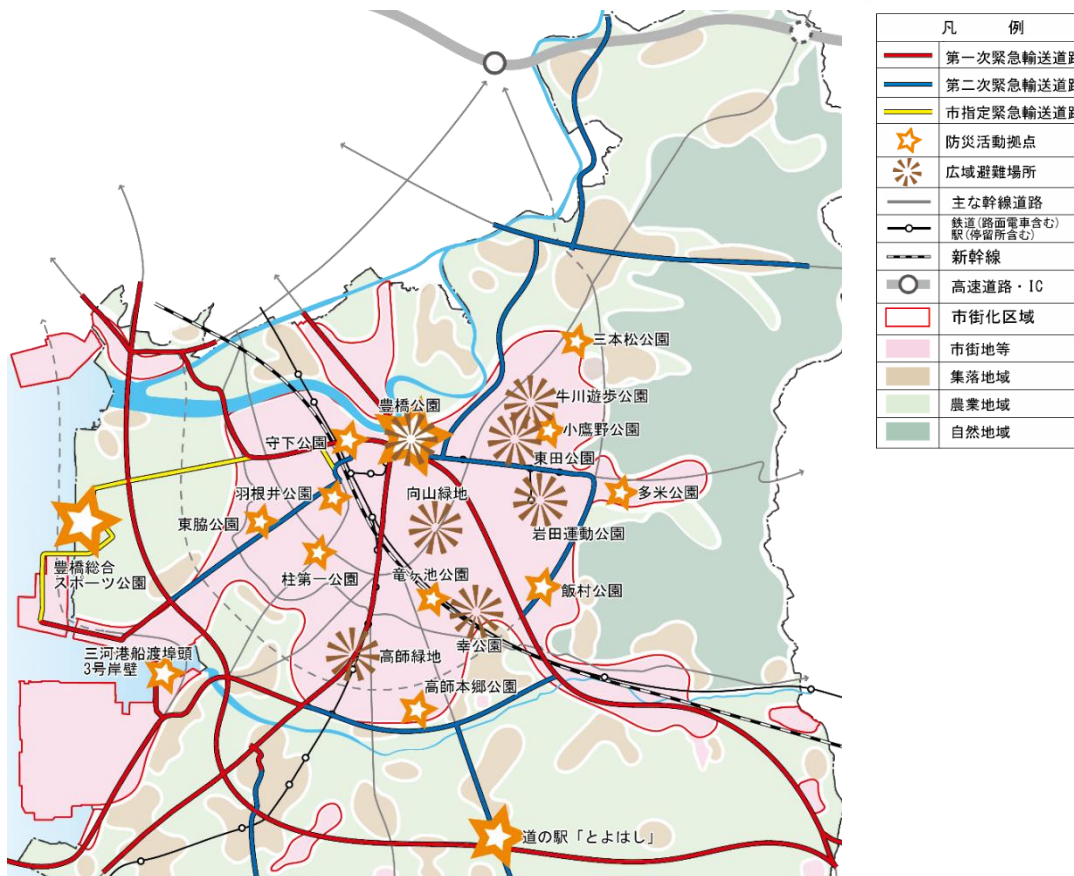 凡　例
第一次緊急輸送道路
第二次緊急輸送道路
市指定緊急輸送道路
防災活動拠点
広域避難場所
主な幹線道路
鉄道(路面電車含む)
駅(停留所含む)
新幹線
高速道路・IC
市街化区域
市街地等
集落地域
農業地域
自然地域
三本松公園
牛川遊歩公園
豊橋公園
小鷹野公園
守下公園
東田公園
羽根井公園
向山緑地
多米公園
東脇公園
岩田運動公園
豊橋総合
スポーツ公園
柱第一公園
竜ヶ池公園
飯村公園
幸公園
三河港船渡埠頭
3号岸壁
高師緑地
高師本郷公園
道の駅「とよはし」